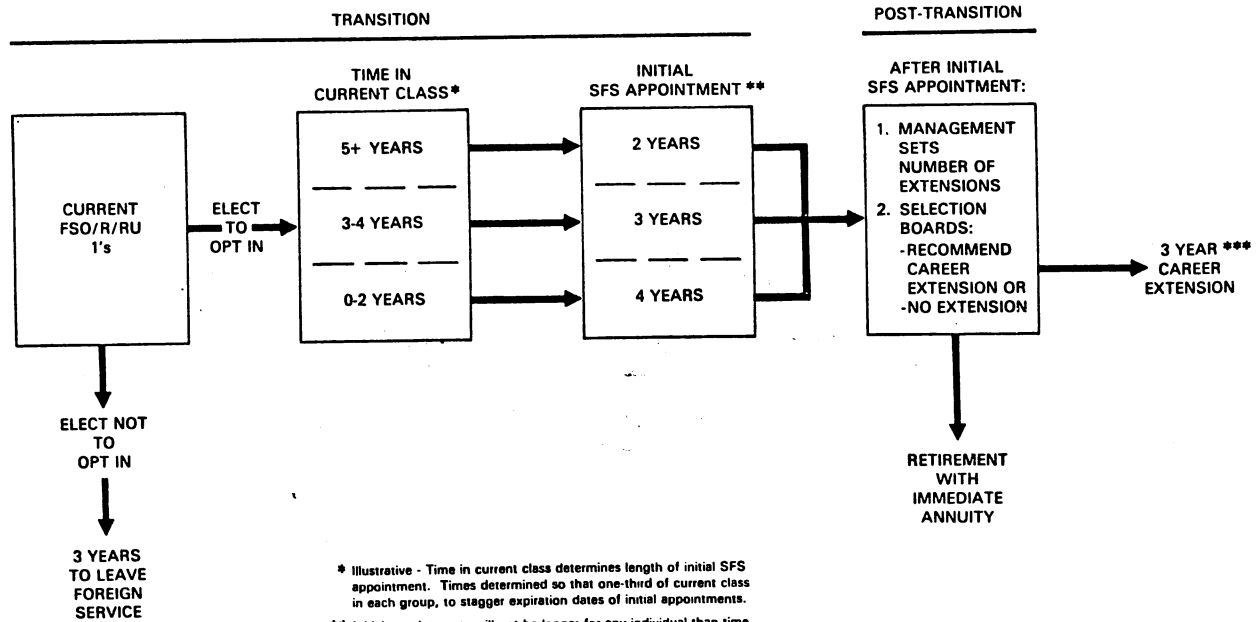 TRANSITION
POST-TRANSITION
TIME IN
CURRENT CLASS*
INITIAL
SFS APPOINTMENT **
AFTER INITIAL
SFS APPOINTMENT:
CURRENT
FSO/R/RU
1's
ELECT
TO
OPT IN
5+ YEARS
3-4 YEARS
0-2 YEARS
2 YEARS
3 YEARS
4 YEARS
1. MANAGEMENT
SETS
NUMBER OF
EXTENSIONS
2. SELECTION
BOARDS:
-RECOMMEND
CAREER
EXTENSION OR
-NO EXTENSION
3 YEAR ***
CAREER
EXTENSION
ELECT NOT
TO
OPT IN
3 YEARS
TO LEAVE
FOREIGN
SERVICE
RETIREMENT
WITH
IMMEDIATE
ANNUITY
* Illustrative - Time in current class determines length of initial SFS
appointment. Times determined so that one-third of current class
in each group, to stagger expiration dates of initial appointments.